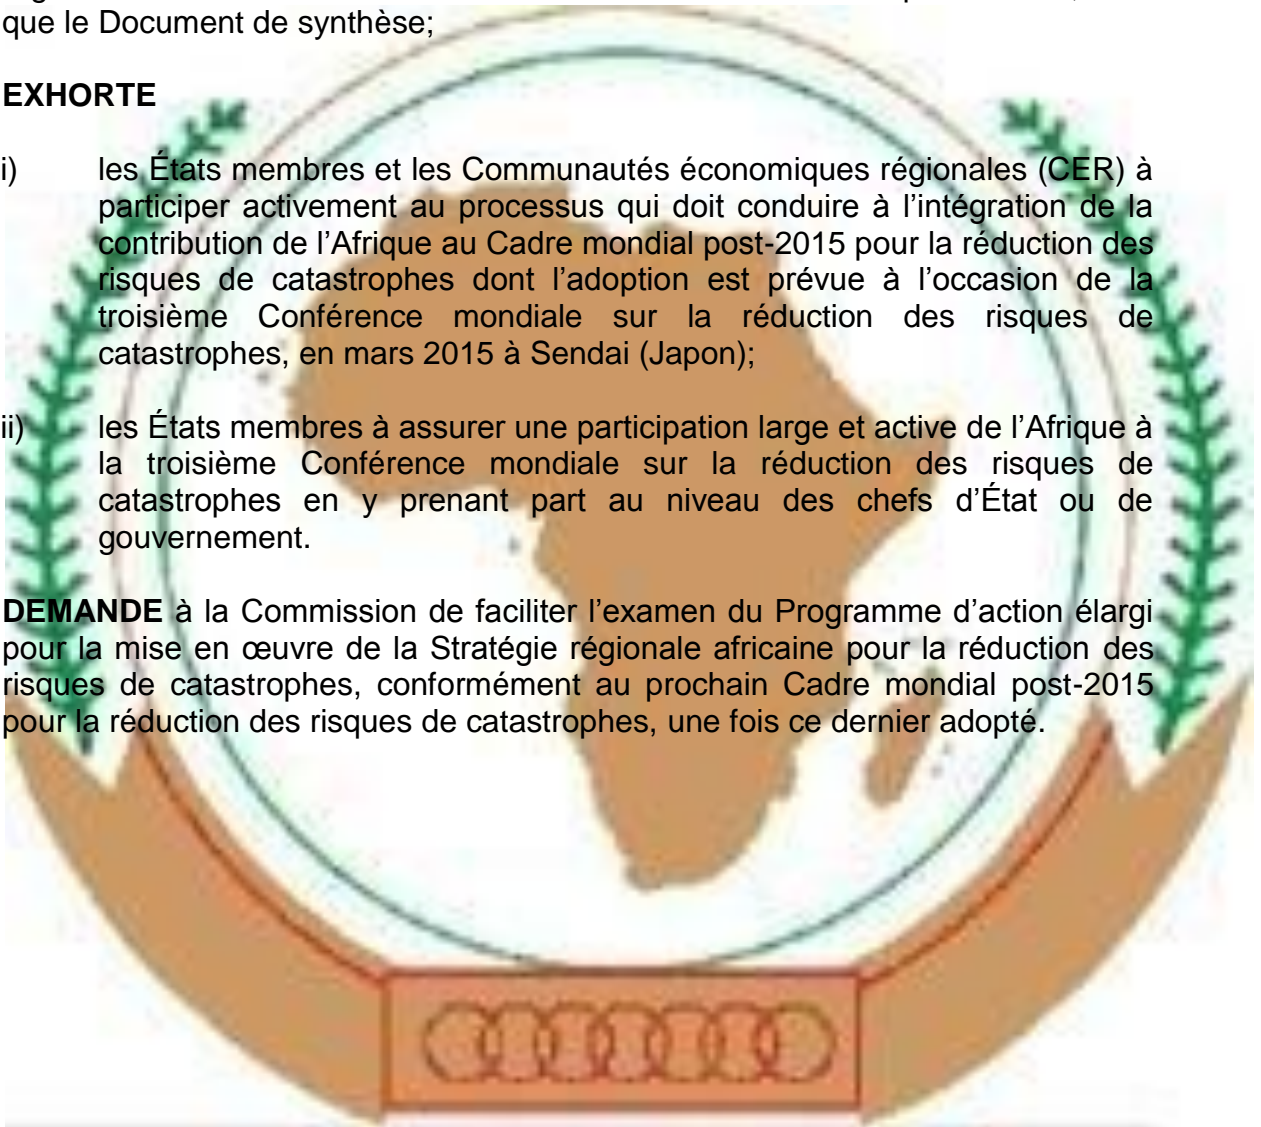 que le Document de synthèse;
EXHORTE
i) les États membres et les Communautés économiques régionales (CER) à
participer activement au processus qui doit conduire à l’intégration de la
contribution de l’Afrique au Cadre mondial post-2015 pour la réduction des
risques de catastrophes dont l’adoption est prévue à l’occasion de la
troisième Conférence mondiale sur la réduction des risques de
catastrophes, en mars 2015 à Sendai (Japon);
ii) les États membres à assurer une participation large et active de l’Afrique à
la troisième Conférence mondiale sur la réduction des risques de
catastrophes en y prenant part au niveau des chefs d’État ou de
gouvernement.
DEMANDE à la Commission de faciliter l’examen du Programme d’action élargi
pour la mise en œuvre de la Stratégie régionale africaine pour la réduction des
risques de catastrophes, conformément au prochain Cadre mondial post-2015
pour la réduction des risques de catastrophes, une fois ce dernier adopté.